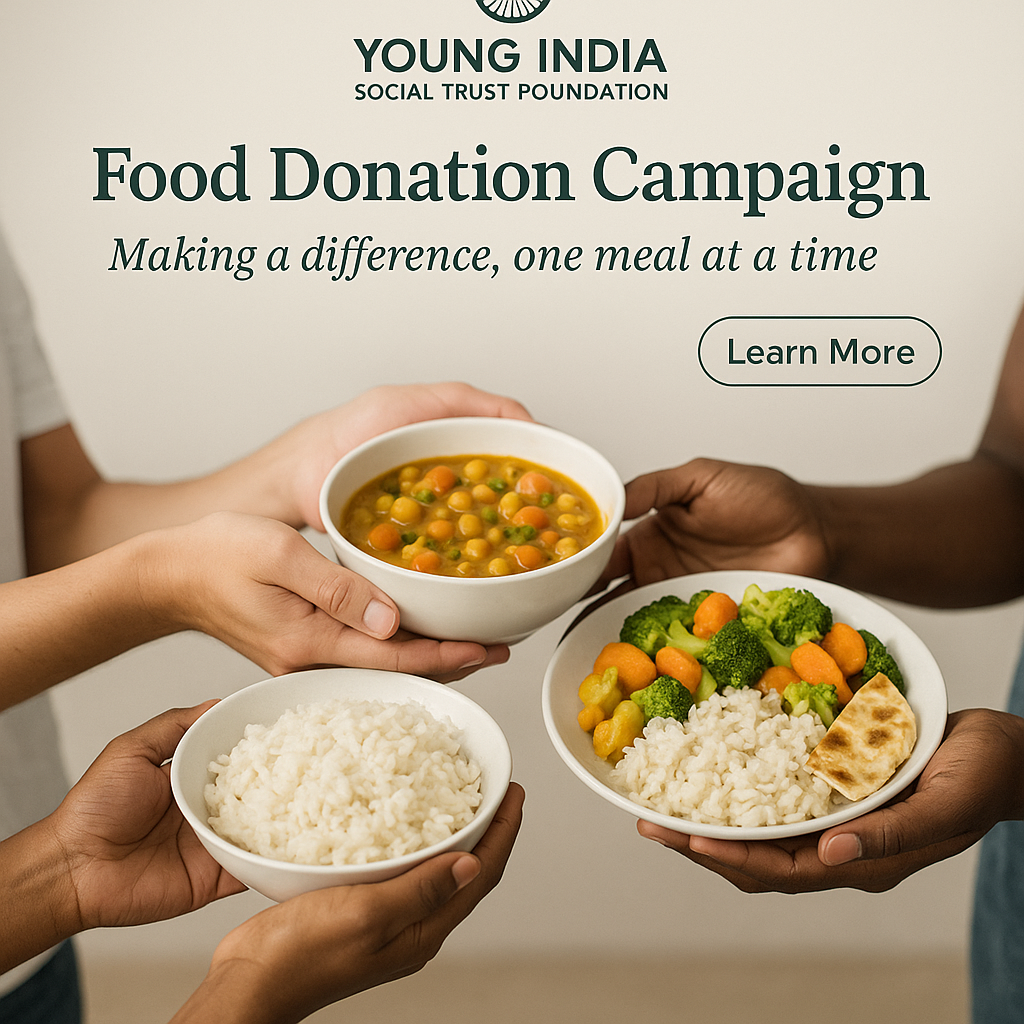 YOUNG INDIA
SOCIAL TRUST POUNDATION
Food Donation Campaign
Making a difference, one meal at a time
Learn More